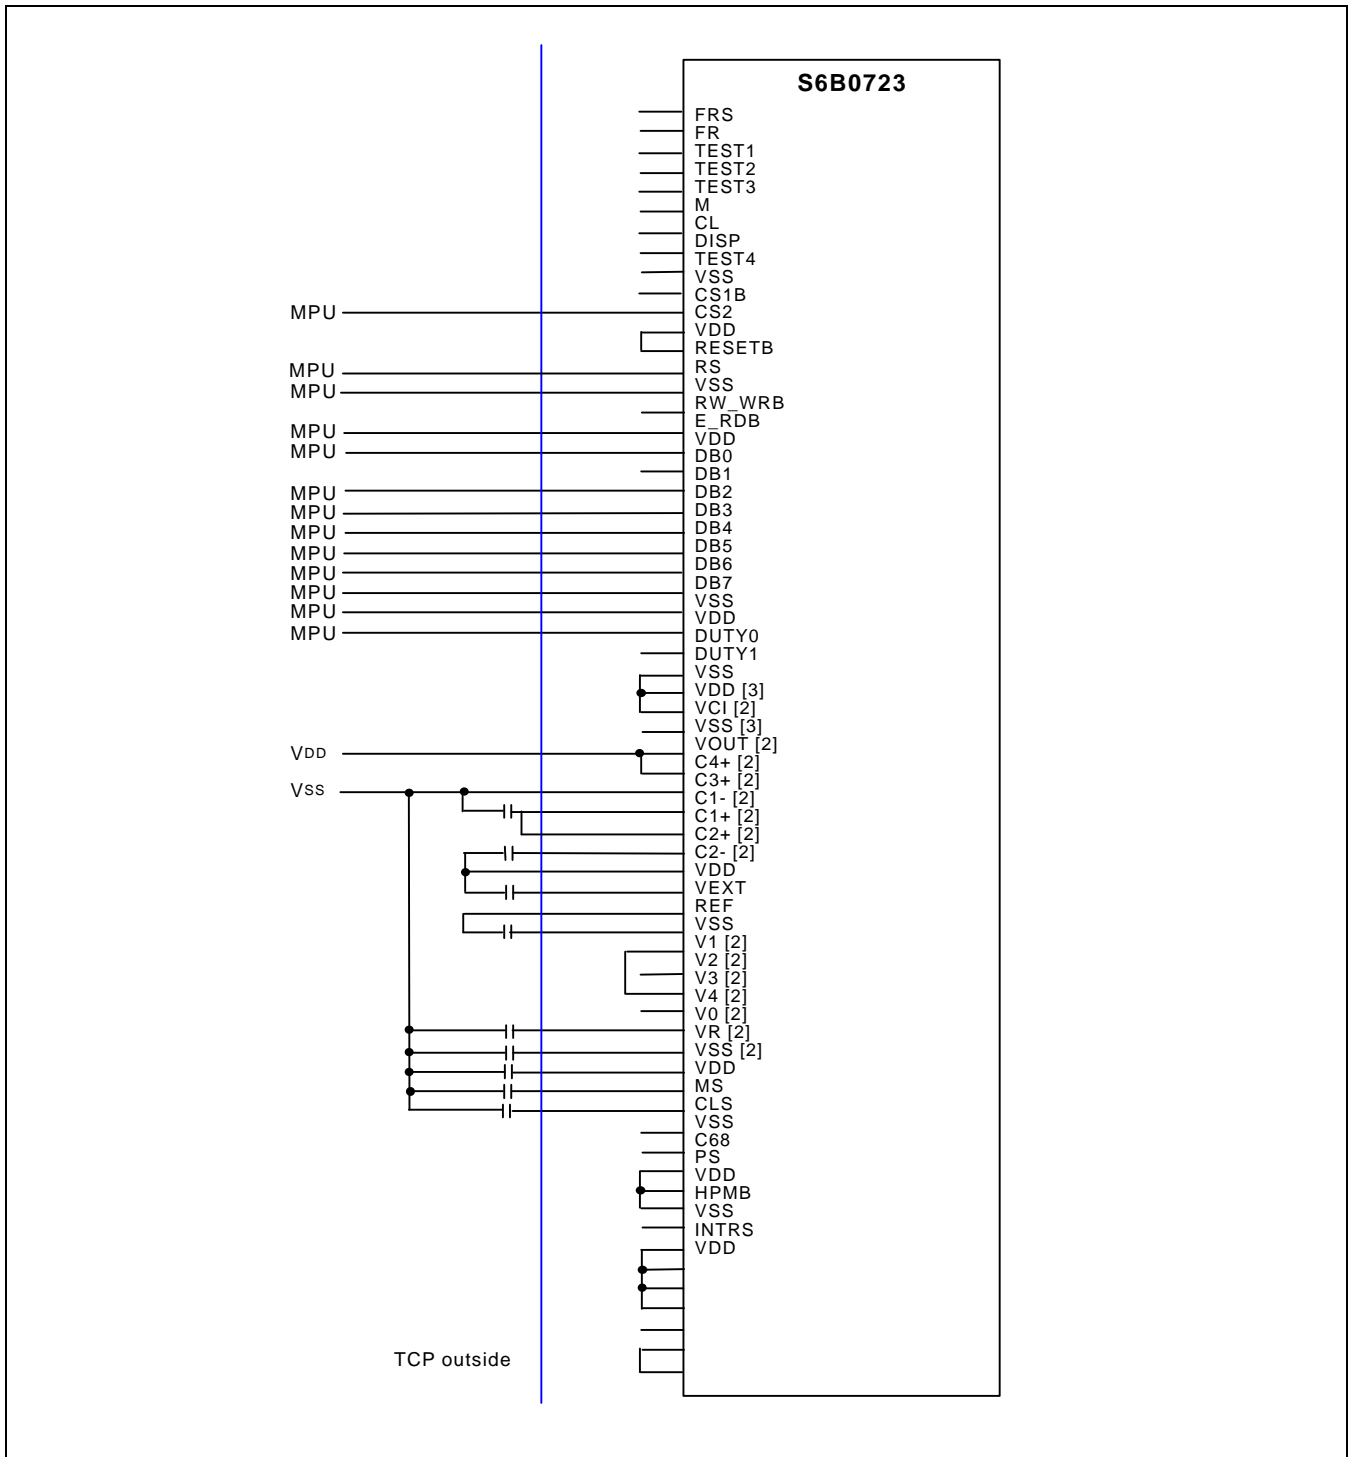 S6B0723
FRS
FR
TEST1
TEST2
TEST3
M
CL
DISP
TEST4
VSS
CS1B
MPU CS2
VDD
RESETB
MPU RS
MPU VSS
RW_WRB
E_RDB
MPU VDD
MPU DB0
DB1
MPU DB2
MPU DB3
MPU DB4
MPU DB5
MPU DB6
MPU DB7
VSS
MPU VDD
MPU DUTY0
DUTY1
VSS
VDD [3]
VCI [2]
VSS [3]
VOUT [2]
VDD C4+ [2]
C3+ [2]
VSS C1- [2]
C1+ [2]
C2+ [2]
C2- [2]
VDD
VEXT
REF
VSS
V1 [2]
V2 [2]
V3 [2]
V4 [2]
V0 [2]
VR [2]
VSS [2]
VDD
MS
CLS
VSS
C68
PS
VDD
HPMB
VSS
INTRS
VDD
TCP outside